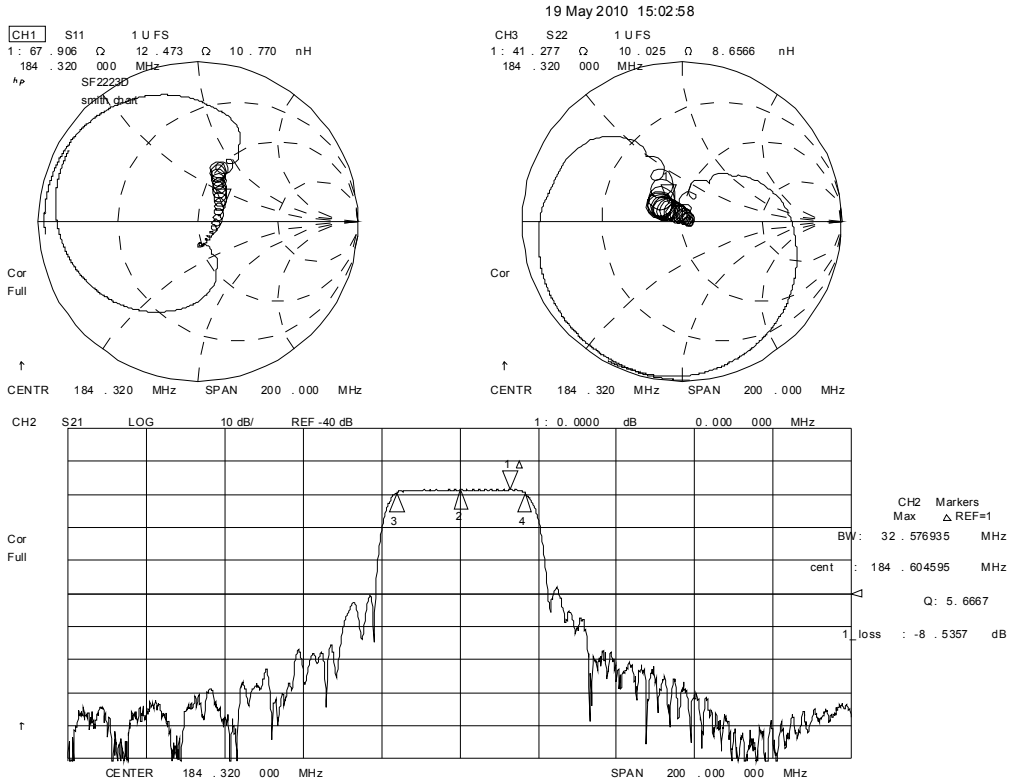 19 May 2010 15:02:58
CH1 S11 1 U FS
1 : 67 . 906 Ω 12 . 473 Ω 10 . 770 nH
184 . 320 000 MHz
hp
SF2223D
smith chart
Cor
Full
↑
CENTR 184 . 320 MHz SPAN 200 . 000 MHz
CH3 S22 1 U FS
1 : 41 . 277 Ω 10 . 025 Ω 8 . 6566 nH
184 . 320 000 MHz
Cor
↑
CENTR 184 . 320 MHz SPAN 200 . 000 MHz
CH2 S21 LOG 10 dB/ REF -40 dB 1 : 0 . 0000 dB 0 . 000 000 MHz
1 Δ
3 2 4
Cor
Full
↑
CH2 Markers
Max Δ REF=1
BW : 32 . 576935 MHz
cent : 184 . 604595 MHz
Q: 5 . 6667
1_loss : -8 . 5357 dB
CENTER 184 . 320 000 MHz SPAN 200 . 000 000 MHz